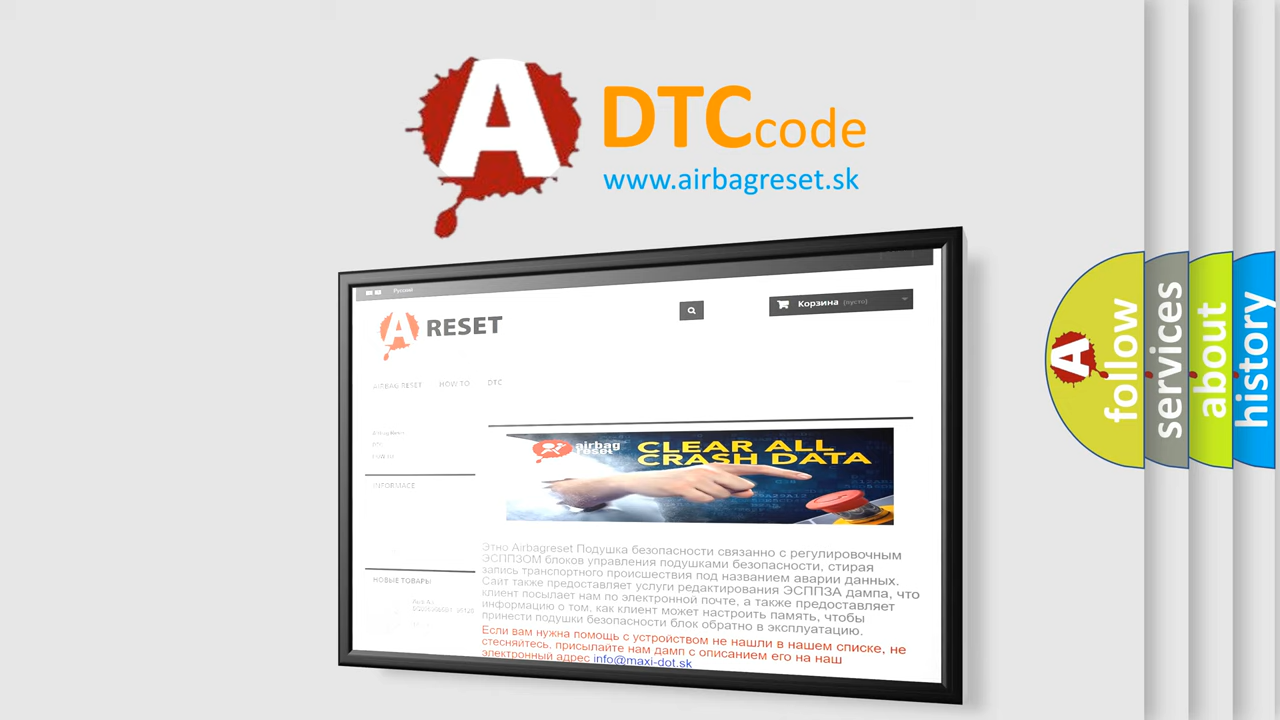 A
DTCcode
www.airbagreset.sk
Русский
Корзина (пусто)
A RESET
AIRBAG RESET HOW TO DTC
airbag
reset
CLEAR ALL
CRASH DATA
INFORMACE
Этно Airbagreset Подушка безопасности связанно с регулировочным
ЭСППЗОМ блоков управления подушками безопасности, стирая
запись транспортного происшествия под названием аварии данных.
Сайт также предоставляет услуги редактирования ЭСППЗА дампа, что
клиент посылает нам по электронной почте, а также предоставляет
информацию о том, как клиент может настроить память, чтобы
принести подушки безопасности блок обратно в эксплуатацию.
НОВЫЕ ТОВАРЫ
Если вам нужна помощь с устройством не нашли в нашем списке, не
стесняйтесь, присылайте нам дамп с описанием его на наш
электронный адрес info@maxi-dot.sk
A
follow
services
about
history